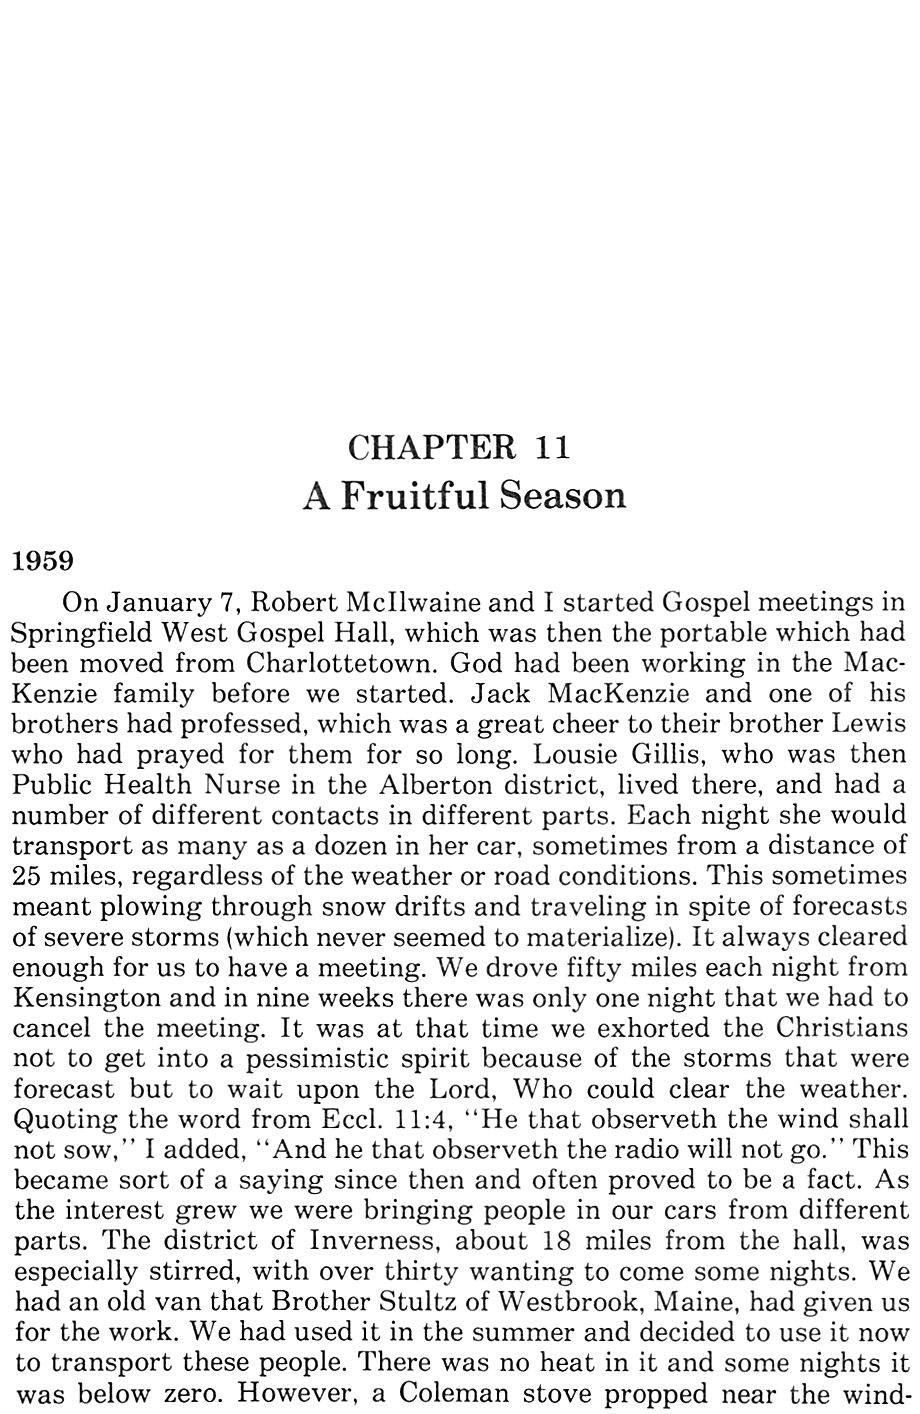 CHAPTER 11
A Fruitful Season
1959
On January 7, Robert McIlwaine and I started Gospel meetings in
Springfield West Gospel Hall, which was then the portable which had
been moved from Charlottetown. God had been working in the Mac-
Kenzie family before we started. Jack MacKenzie and one of his
brothers had professed, which was a great cheer to their brother Lewis
who had prayed for them for so long. Lousie Gillis, who was then
Public Health Nurse in the Alberton district, lived there, and had a
number of different contacts in different parts. Each night she would
transport as many as a dozen in her car, sometimes from a distance of
25 miles, regardless of the weather or road conditions. This sometimes
meant plowing through snow drifts and traveling in spite of forecasts
of severe storms (which never seemed to materialize). It always cleared
enough for us to have a meeting. We drove fifty miles each night from
Kensington and in nine weeks there was only one night that we had to
cancel the meeting. It was at that time we exhorted the Christians
not to get into a pessimistic spirit because of the storms that were
forecast but to wait upon the Lord, Who could clear the weather.
Quoting the word from Eccl. 11:4, ‘‘He that observeth the wind shall
not sow,’’ I added, ‘‘And he that observeth the radio will not go.’’ This
became sort of a saying since then and often proved to be a fact. As
the interest grew we were bringing people in our cars from different
parts. The district of Inverness, about 18 miles from the hall, was
especially stirred, with over thirty wanting to come some nights. We
had an old van that Brother Stultz of Westbrook, Maine, had given us
for the work. We had used it in the summer and decided to use it now
to transport these people. There was no heat in it and some nights it
was below zero. However, a Coleman stove propped near the wind-